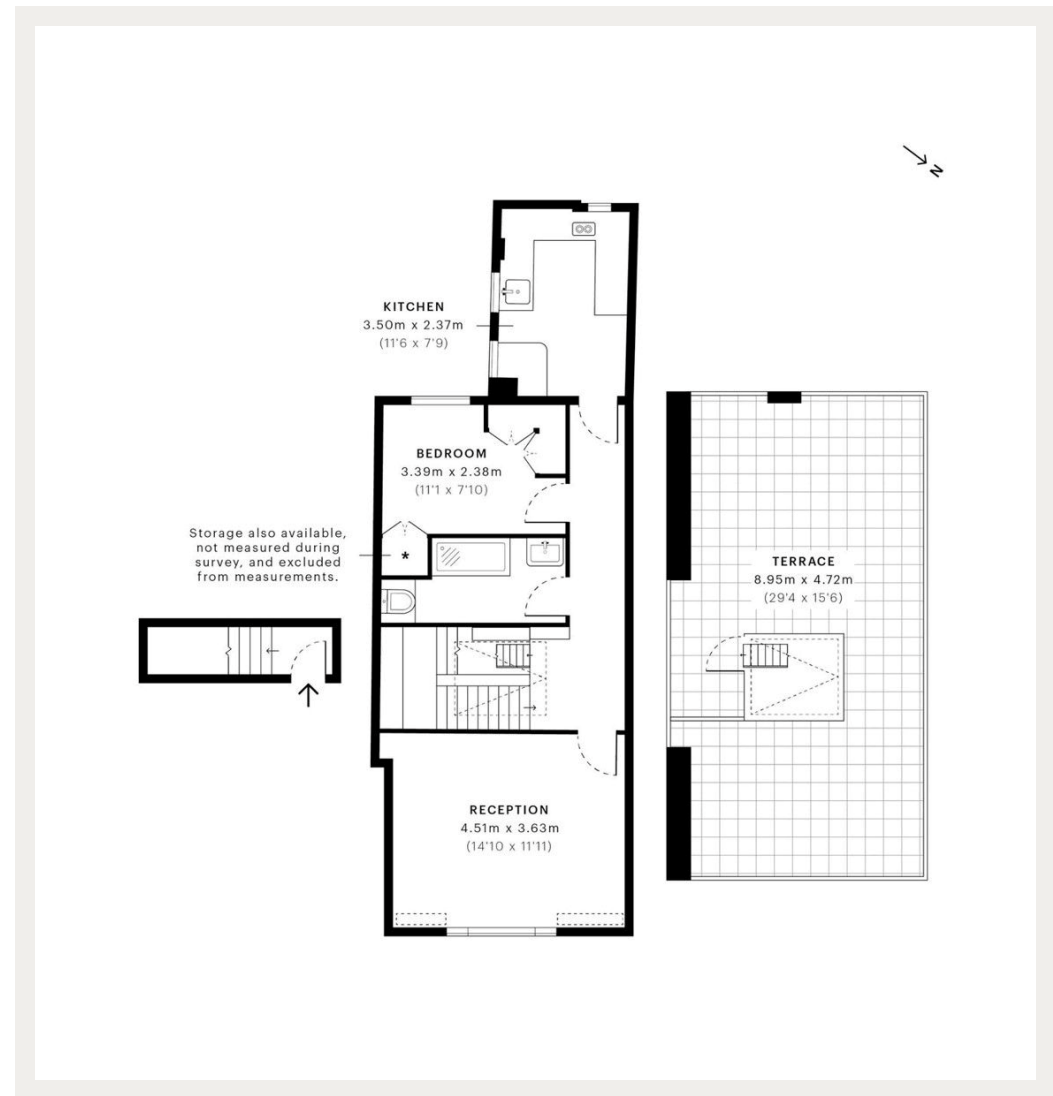 N
KITCHEN
3.50m x 2.37m
(11'6 x 7'9)
BEDROOM
3.39m x 2.38m
(11'1 x 7'10)
Storage also available,
not measured during
survey, and excluded
from measurements.
*
TERRACE
8.95m x 4.72m
(29'4 x 15'6)
RECEPTION
4.51m x 3.63m
(14'10 x 11'11)